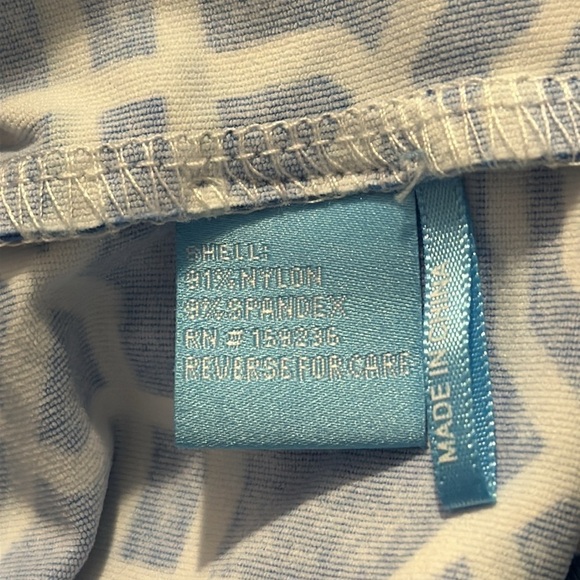 SHELL:
91% NYLON
9% SPANDEX
RN # 159236
REVERSE FOR CARE
MADE IN CHINA